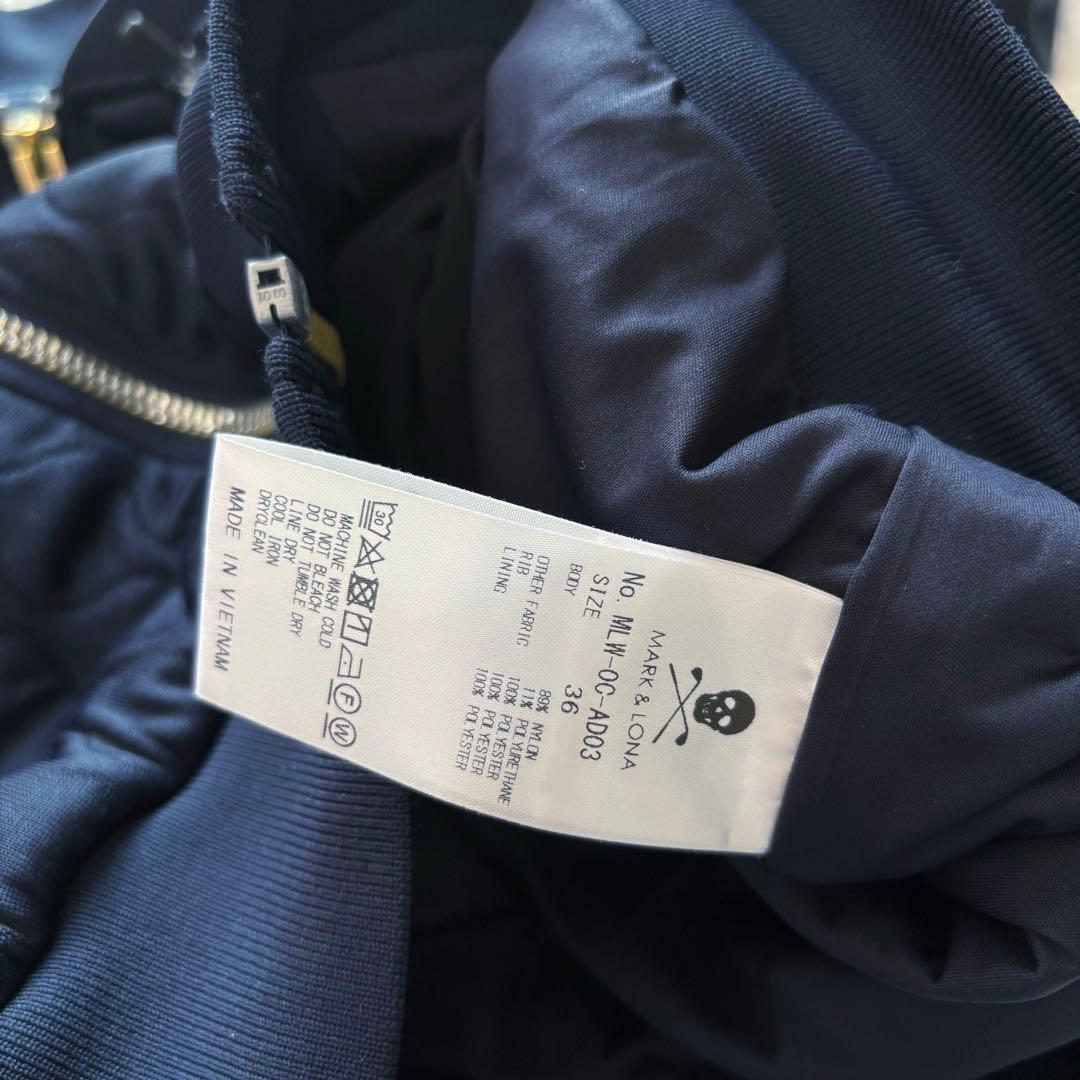 MARK & LONA
No. MLW-OC-AD03
SIZE 36
BODY 89% NYLON
11% POLYURETHANE
OTHER FABRIC 100% POLYESTER
RIB 100% POLYESTER
LINING 100% POLYESTER
30
F W
MACHINE WASH COLD
DO NOT BLEACH
DO NOT TUMBLE DRY
LINE DRY
COOL IRON
DRYCLEAN
MADE IN VIETNAM